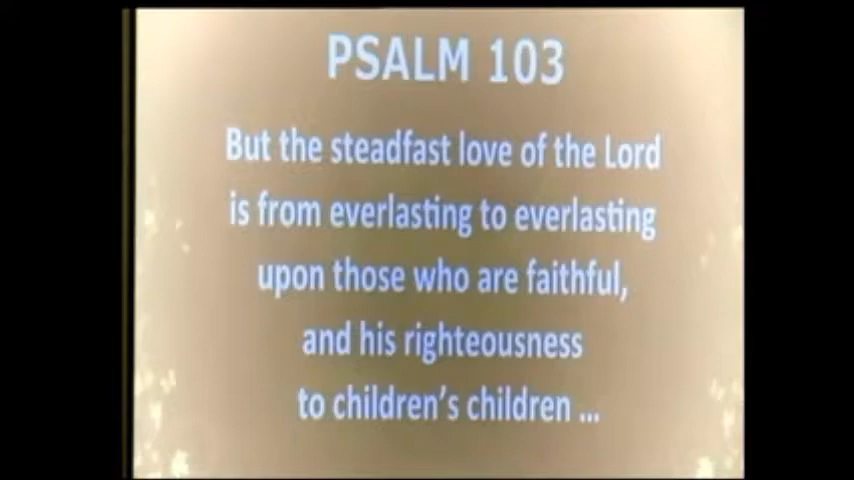 PSALM 103
But the steadfast love of the Lord
is from everlasting to everlasting
upon those who are faithful,
and his righteousness
to children's children ...